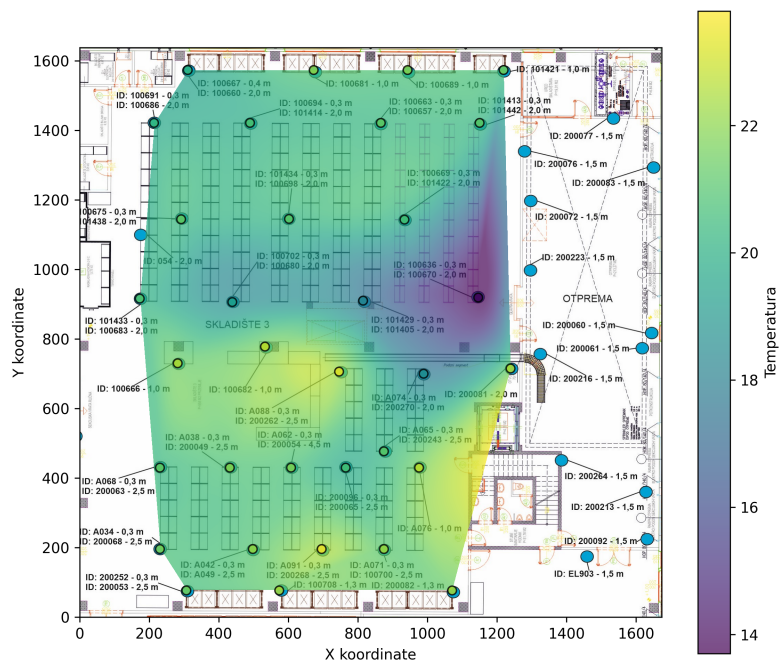 1600
1400
1200
1000
800
600
400
200
0
0
200
400
600
800
1000
1200
1400
1600
X koordinate
Y koordinate
22
20
18
16
14
Temperatura
ID: 101421 - 1,0 m
ID: 100667 - 0,4 m
ID: 100660 - 2,0 m
ID: 100681 - 1,0 m
ID: 100689 - 1,0 m
ID: 100691 - 0,3 m
ID: 100686 - 2,0 m
ID: 100694 - 0,3 m
ID: 101414 - 2,0 m
ID: 100663 - 0,3 m
ID: 100657 - 2,0 m
ID: 101413 - 0,3 m
ID: 101442 - 2,0 m
ID: 200077 - 1,5 m
ID: 200076 - 1,5 m
ID: 200083 - 1,5 m
ID: 101434 - 0,3 m
ID: 100698 - 2,0 m
ID: 100669 - 0,3 m
ID: 101422 - 2,0 m
100675 - 0,3 m
101438 - 2,0 m
ID: 200072 - 1,5 m
ID: 054 - 2,0 m
ID: 100702 - 0,3 m
ID: 100680 - 2,0 m
ID: 100636 - 0,3 m
ID: 100670 - 2,0 m
ID: 200223 - 1,5 m
OTPREMA
ID: 101433 - 0,3 m
ID: 100683 - 2,0 m
SKLADIŠTE 3
ID: 101429 - 0,3 m
ID: 101405 - 2,0 m
ID: 200060 - 1,5 m
ID: 200061 - 1,5 m
ID: 200216 - 1,5 m
ID: 100666 - 1,0 m
ID: 100682 - 1,0 m
ID: A074 - 0,3 m
ID: 200270 - 2,0 m
ID: 200081 - 2,0 m
ID: A088 - 0,3 m
ID: 200262 - 2,5 m
ID: A038 - 0,3 m
ID: 200049 - 2,5 m
ID: A062 - 0,3 m
ID: 200054 - 4,5 m
ID: A065 - 0,3 m
ID: 200243 - 2,5 m
ID: A068 - 0,3 m
ID: 200063 - 2,5 m
ID: 200264 - 1,5 m
ID: 200096 - 0,3 m
ID: 200065 - 2,5 m
ID: 200213 - 1,5 m
ID: A076 - 1,0 m
ID: A034 - 0,3 m
ID: 200068 - 2,5 m
ID: 200092 - 1,5 m
ID: A042 - 0,3 m
ID: A049 - 2,5 m
ID: A091 - 0,3 m
ID: 200268 - 2,5 m
ID: A071 - 0,3 m
ID: 100700 - 2,5 m
ID: EL903 - 1,5 m
ID: 200252 - 0,3 m
ID: 200053 - 2,5 m
ID: 100708 - 1,3 m
ID: 200082 - 1,3 m